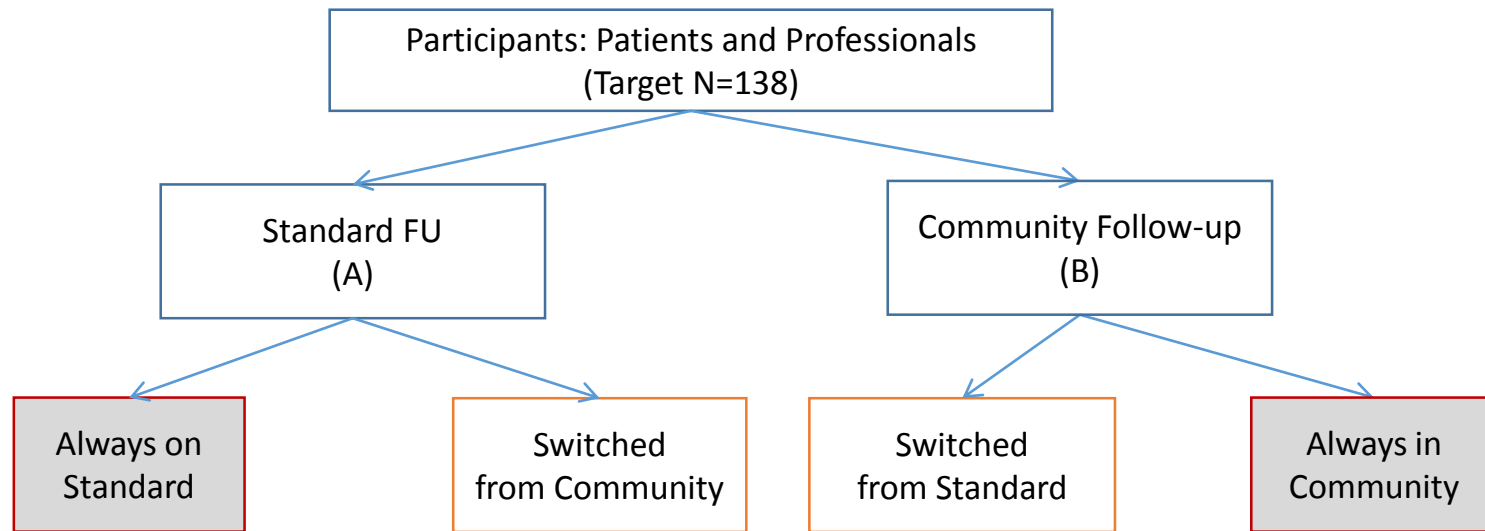 Participants: Patients and Professionals
(Target N=138)
Standard FU
(A)
Community Follow-up
(B)
Always on
Standard
Switched
from Community
Switched
from Standard
Always in
Community